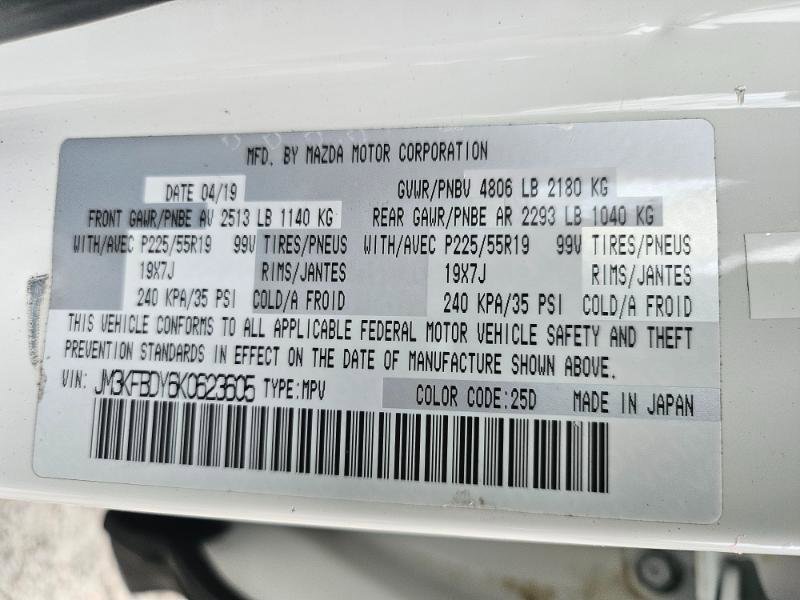 MFD. BY MAZDA MOTOR CORPORATION
DATE 04/19 GVWR/PNBV 4806 LB 2180 KG
FRONT GAWR/PNBE AV 2513 LB 1140 KG REAR GAWR/PNBE AR 2293 LB 1040 KG
WITH/AVEC P225/55R19 99V TIRES/PNEUS WITH/AVEC P225/55R19 99V TIRES/PNEUS
19X7J RIMS/JANTES 19X7J RIMS/JANTES
240 KPA/35 PSI COLD/A FROID 240 KPA/35 PSI COLD/A FROID
THIS VEHICLE CONFORMS TO ALL APPLICABLE FEDERAL MOTOR VEHICLE SAFETY AND THEFT
PREVENTION STANDARDS IN EFFECT ON THE DATE OF MANUFACTURE SHOWN ABOVE.
VIN: JM3KFBDY6K0623605 TYPE:MPV COLOR CODE:25D MADE IN JAPAN